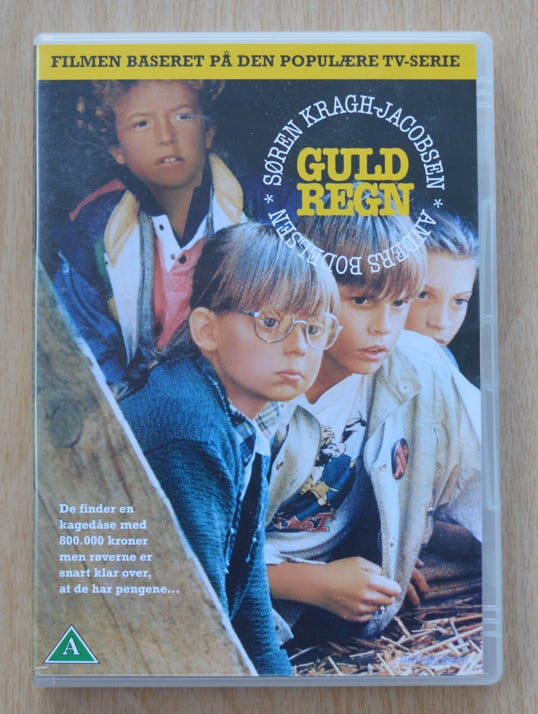 FILMEN BASERET PÅ DEN POPULÆRE TV-SERIE
SØREN KRAGH-JACOBSEN * ANDERS BODELSEN *
GULD
REGN
De finder en
kagedåse med
800.000 kroner
men røverne er
snart klar over,
at de har pengene...
A